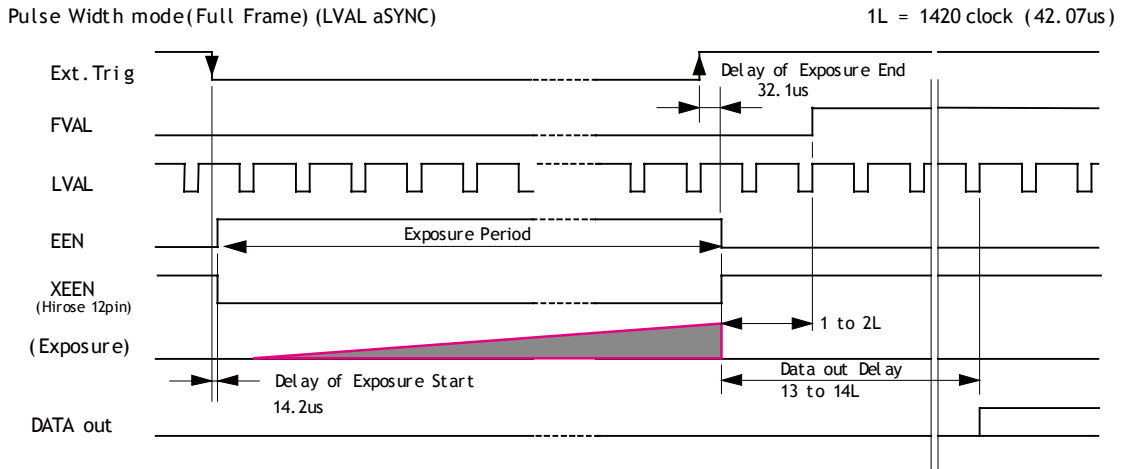 Pulse Width mode(Full Frame) (LVAL aSYNC)
1L = 1420 clock (42.07us)
Ext.Trig
Delay of Exposure End
32.1us
FVAL
LVAL
EEN
Exposure Period
XEEN
(Hirose 12pin)
1 to 2L
(Exposure)
Data out Delay
13 to 14L
Delay of Exposure Start
14.2us
DATA out